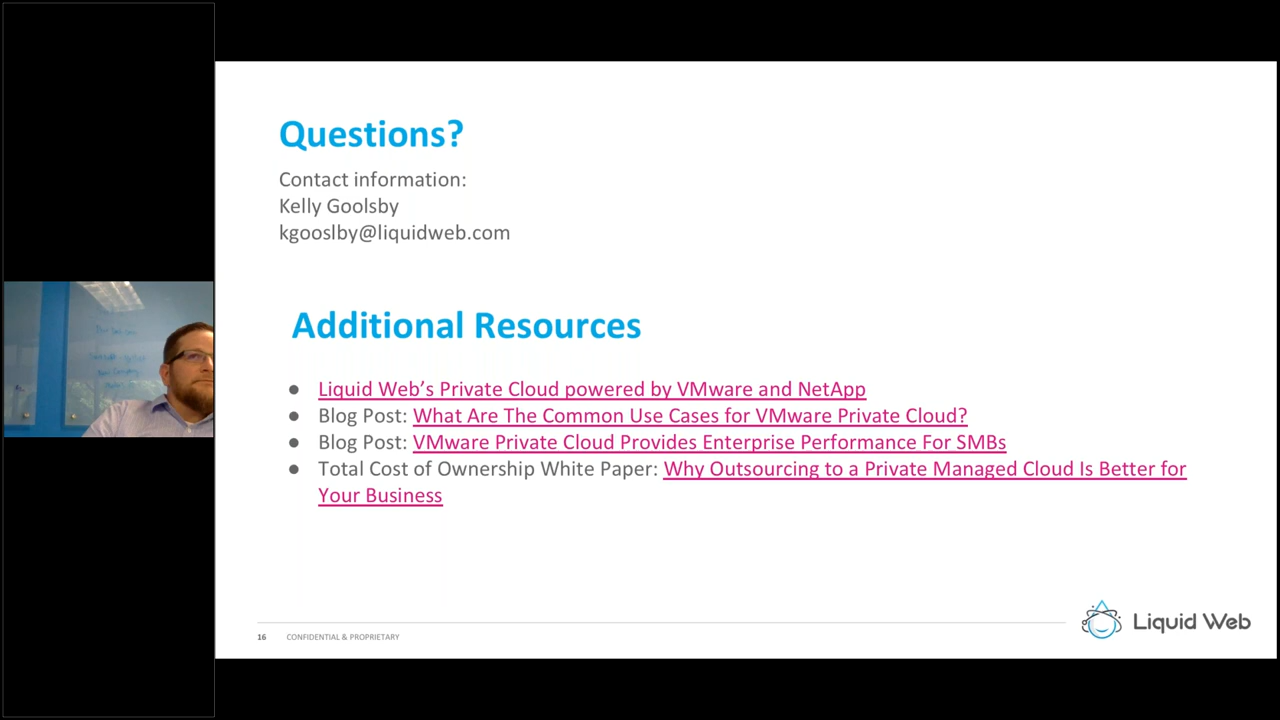 Questions?
Contact information:
Kelly Goolsby
kgooslby@liquidweb.com
Additional Resources
● Liquid Web’s Private Cloud powered by VMware and NetApp
● Blog Post: What Are The Common Use Cases for VMware Private Cloud?
● Blog Post: VMware Private Cloud Provides Enterprise Performance For SMBs
● Total Cost of Ownership White Paper: Why Outsourcing to a Private Managed Cloud Is Better for
Your Business
16 CONFIDENTIAL & PROPRIETARY
Liquid Web